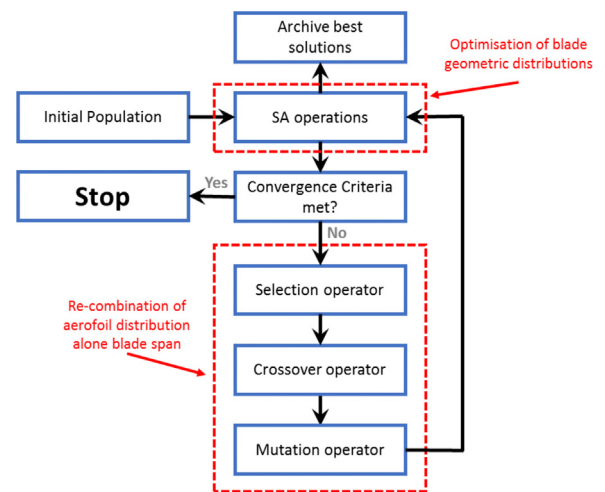 Archive best
solutions
Optimisation of blade
geometric distributions
Initial Population
SA operations
Stop
Yes
Convergence Criteria
met?
No
Selection operator
Re-combination of
aerofoil distribution
alone blade span
Crossover operator
Mutation operator